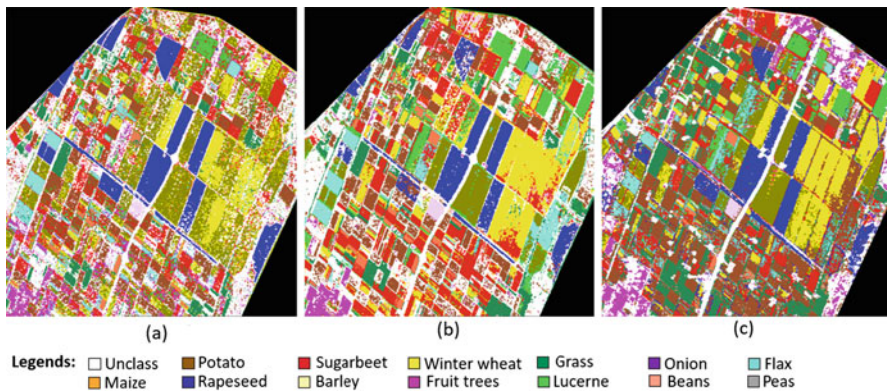 (a) (b) (c)
Legends: Unclass Potato Sugarbeet Winter wheat Grass Onion Flax
Maize Rapeseed Barley Fruit trees Lucerne Beans Peas